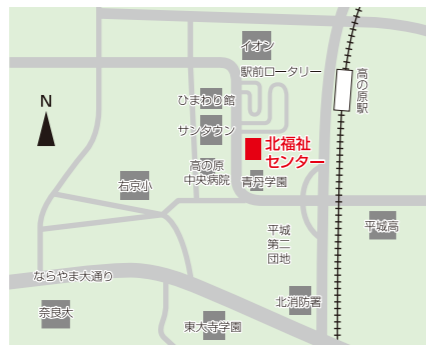 イオン
駅前ロータリー
高の原駅
ひまわり館
N
サンタウン
北福祉
センター
高の原
中央病院
右京小
青丹学園
平城高
平城
第二
団地
ならやま大通り
北消防署
奈良大
東大寺学園